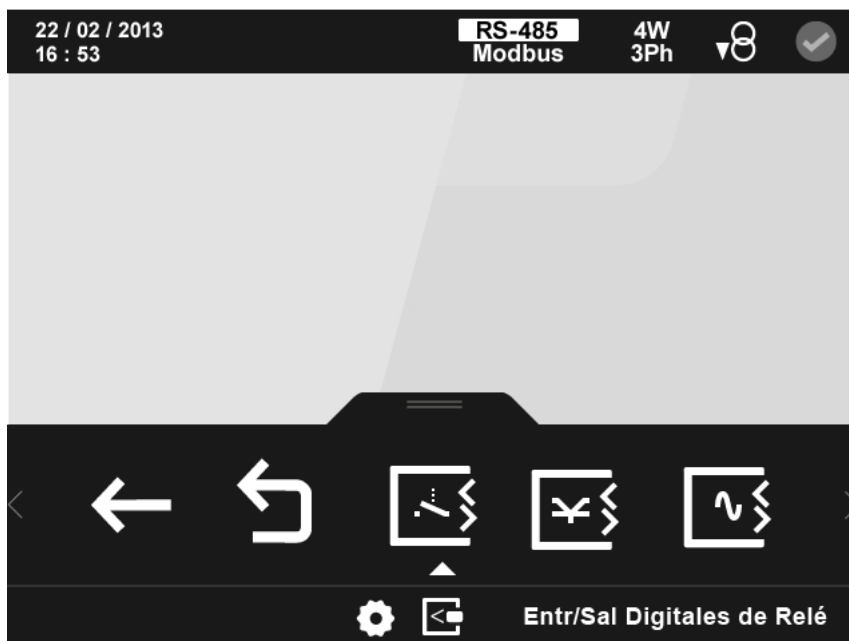 22 / 02 / 2013
16 : 53
RS-485
Modbus
4W
3Ph
Entr/Sal Digitales de Relé